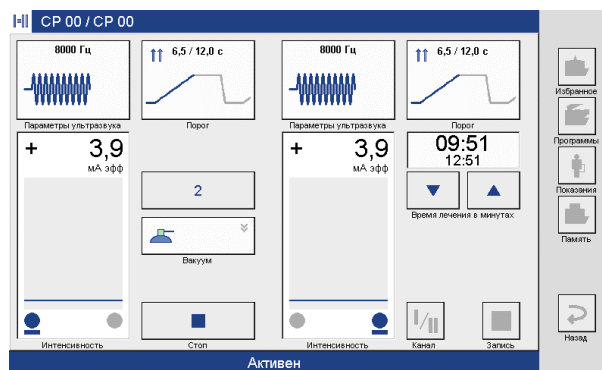 CP 00 / CP 00
8000 Гц
Параметры ультразвука
6,5 / 12,0 с
Порог
8000 Гц
Параметры ультразвука
6,5 / 12,0 с
Порог
+ 3,9
мА эфф
Интенсивность
2
Вакуум
Стоп
+ 3,9
мА эфф
Интенсивность
09:51
12:51
Время лечения в минутах
I/II
Канал
Запись
Избранное
Программы
Показания
Память
Назад
Активен